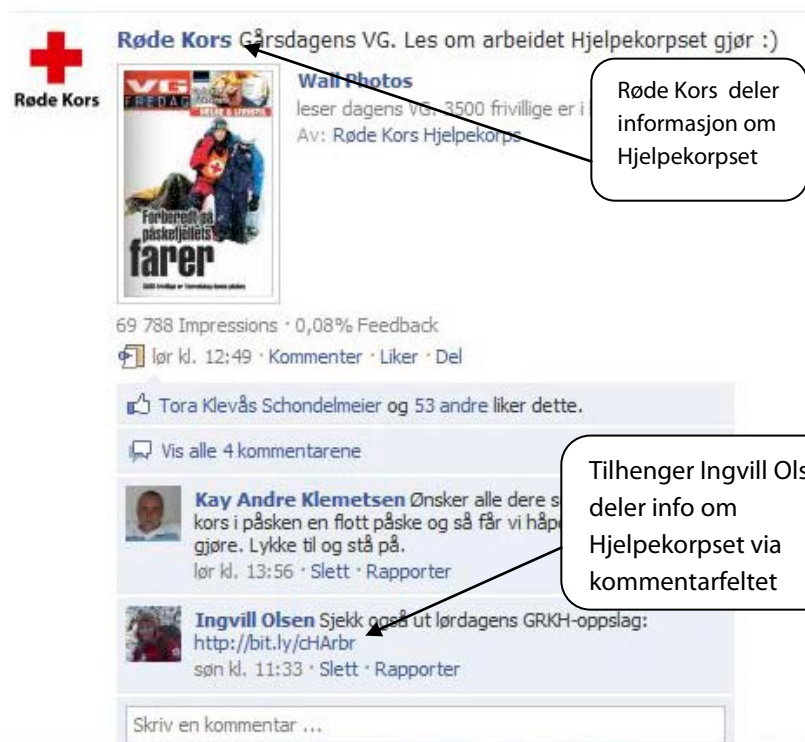 Røde Kors Gårsdagens VG. Les om arbeidet Hjelpekorpset gjør :)
Røde Kors
VG
FREDAG
Forberedt på
påskefjellets
farer
Wall Photos
leser dagens VG. 3500 frivillige er i
Av: Røde Kors Hjelpekorps
Røde Kors deler
informasjon om
Hjelpekorpset
69 788 Impressions · 0,08% Feedback
lør kl. 12:49 · Kommenter · Liker · Del
Tora Klevås Schondelmeier og 53 andre liker dette.
Vis alle 4 kommentarene
Kay Andre Klemetsen Ønsker alle dere s
kors i påsken en flott påske og så får vi håpe
gjøre. Lykke til og stå på.
lør kl. 13:56 · Slett · Rapporter
Tilhenger Ingvill Ols
deler info om
Hjelpekorpset via
kommentarfeltet
Ingvill Olsen Sjekk også ut lørdagens GRKH-oppslag:
http://bit.ly/cHArbr
søn kl. 11:33 · Slett · Rapporter
Skriv en kommentar ...